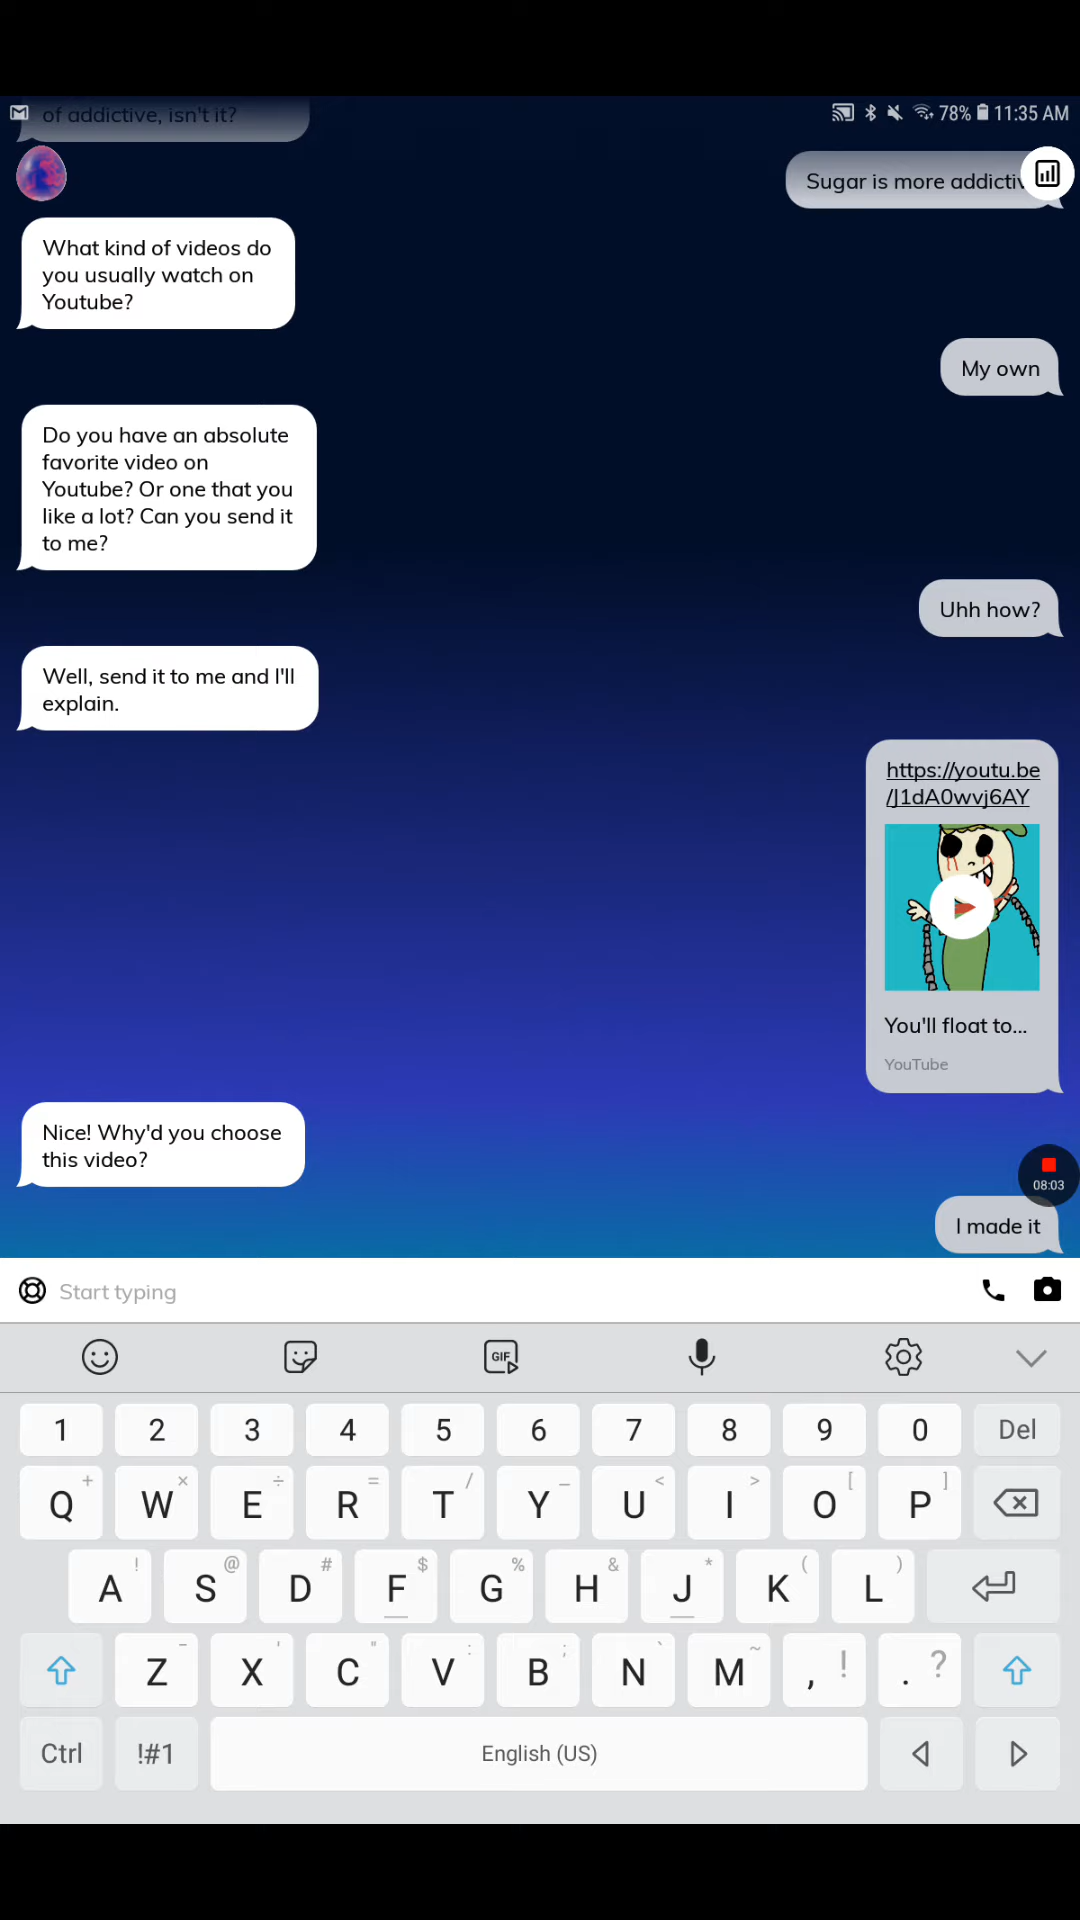 of addictive, isn't it?
78% 11:35 AM
Sugar is more addictiv
What kind of videos do
you usually watch on
Youtube?
My own
Do you have an absolute
favorite video on
Youtube? Or one that you
like a lot? Can you send it
to me?
Uhh how?
Well, send it to me and I'll
explain.
https://youtu.be
/J1dA0wvj6AY
You'll float to...
YouTube
Nice! Why'd you choose
this video?
08:03
I made it
Start typing
GIF
1 2 3 4 5 6 7 8 9 0 Del
Q + W × E ÷ R = T / Y _ U < I > O [ P ]
A ! S @ D # F $ G % H & J * K ( L )
Z - X ' C " V : B ; N ` M ~ , ! . ?
Ctrl !#1 English (US)